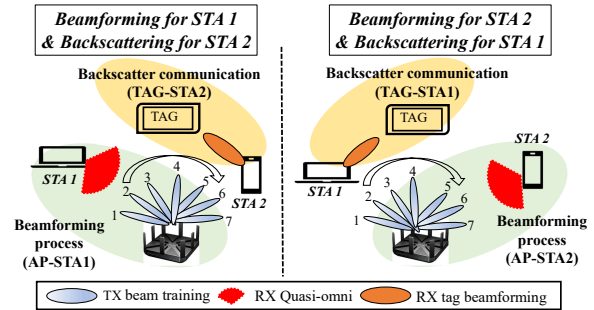 Beamforming for STA 1
& Backscattering for STA 2
Backscatter communication
(TAG-STA2)
TAG
STA 1
STA 2
1
2
3
4
5
6
7
Beamforming
process
(AP-STA1)
Beamforming for STA 2
& Backscattering for STA 1
Backscatter communication
(TAG-STA1)
TAG
STA 2
STA 1
1
2
3
4
5
6
7
Beamforming
process
(AP-STA2)
TX beam training
RX Quasi-omni
RX tag beamforming